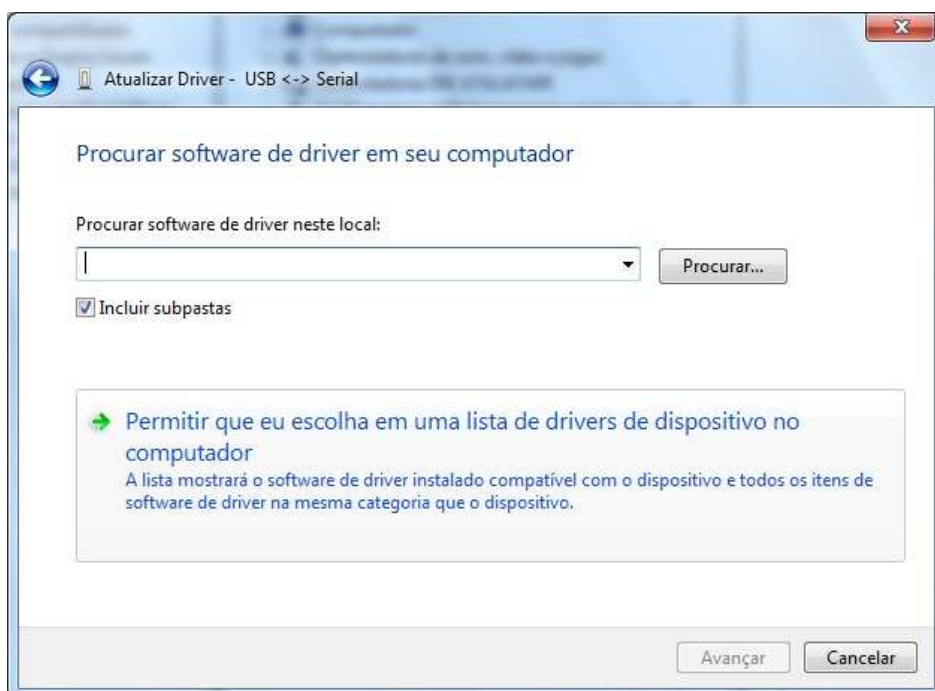 Atualizar Driver - USB <-> Serial
Procurar software de driver em seu computador
Procurar software de driver neste local:
Procurar...
Incluir subpastas
Permitir que eu escolha em uma lista de drivers de dispositivo no
computador
A lista mostrará o software de driver instalado compatível com o dispositivo e todos os itens de
software de driver na mesma categoria que o dispositivo.
Avançar
Cancelar